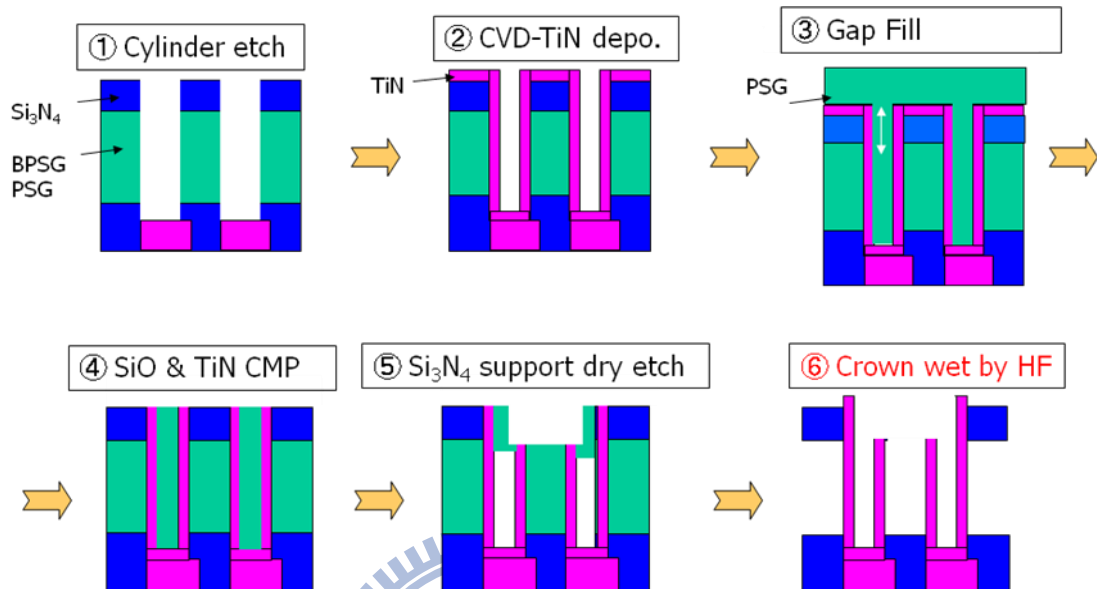 ① Cylinder etch
② CVD-TiN depo.
③ Gap Fill
Si₃N₄
BPSG
PSG
TiN
PSG
④ SiO & TiN CMP
⑤ Si₃N₄ support dry etch
⑥ Crown wet by HF